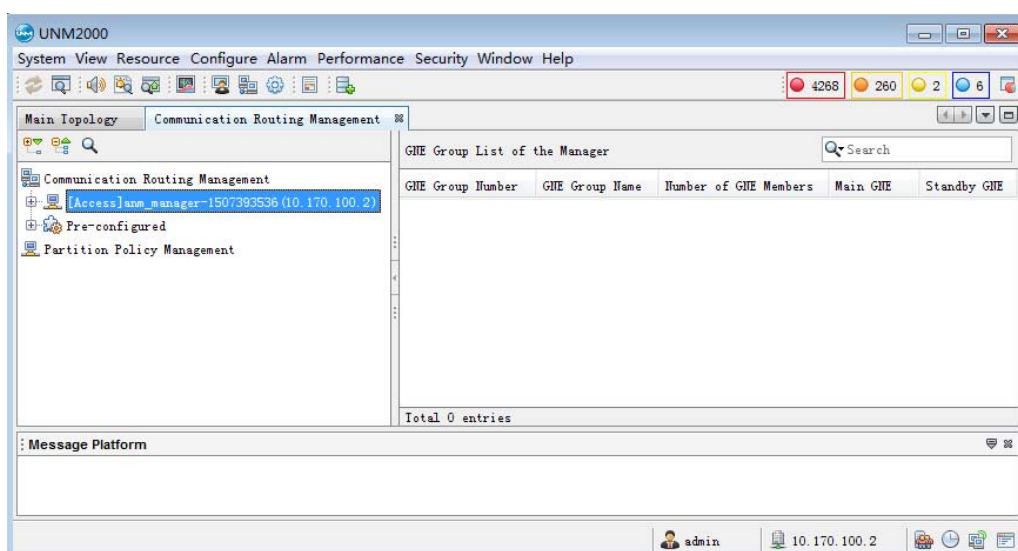 UNM2000
System View Resource Configure Alarm Performance Security Window Help
4268 260 2 6
Main Topology Communication Routing Management
GNE Group List of the Manager Search
Communication Routing Management
GNE Group Number GNE Group Name Number of GNE Members Main GNE Standby GNE
[Access]anm_manager-1507393536(10.170.100.2)
Pre-configured
Partition Policy Management
Total 0 entries
Message Platform
admin 10.170.100.2